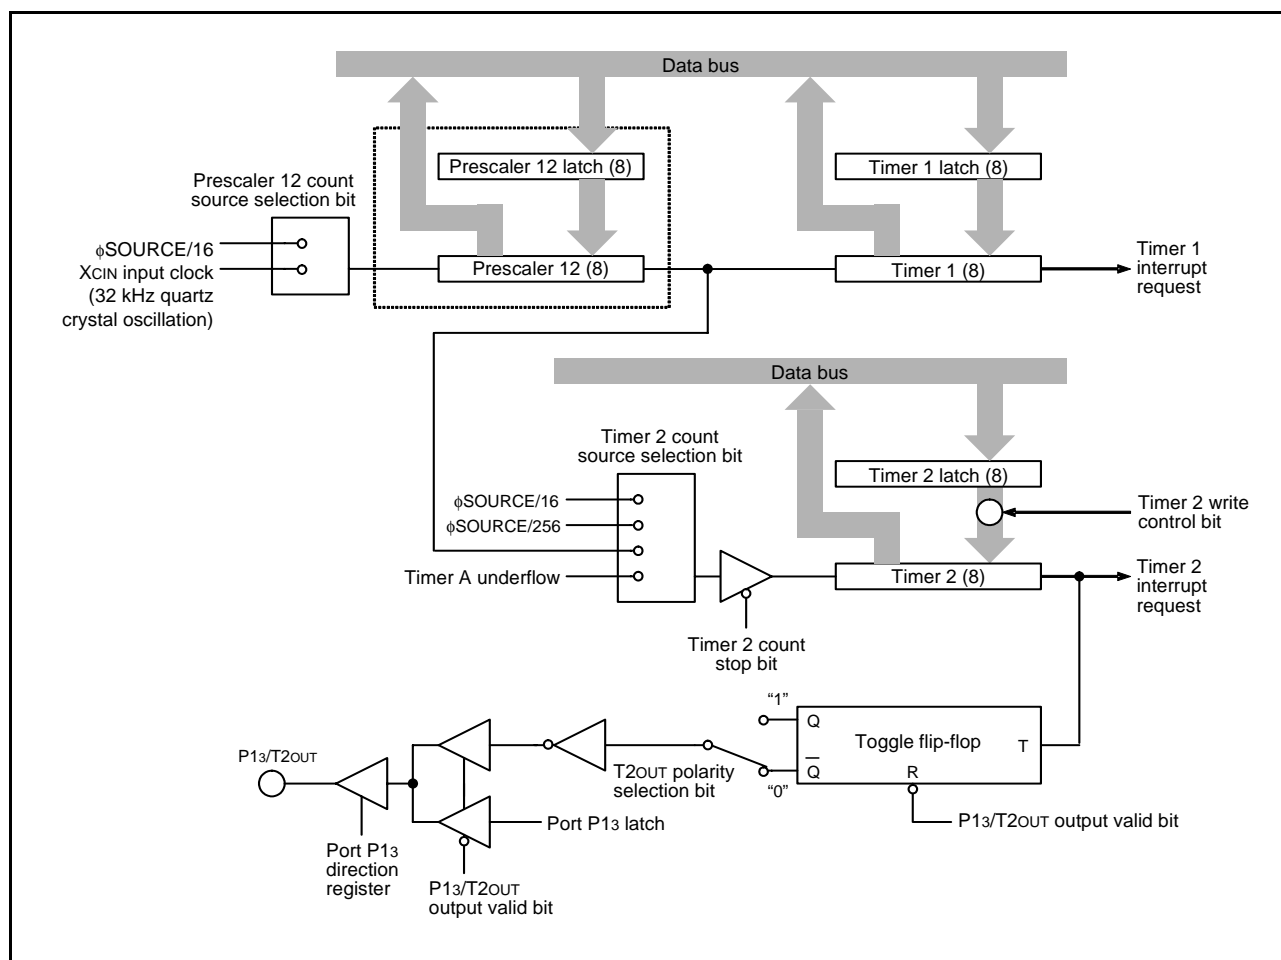 Data bus
Prescaler 12 latch (8)
Timer 1 latch (8)
Prescaler 12 count
source selection bit
ϕSOURCE/16
XCIN input clock
(32 kHz quartz
crystal oscillation)
Prescaler 12 (8)
Timer 1 (8)
Timer 1
interrupt
request
Data bus
Timer 2 count
source selection bit
Timer 2 latch (8)
ϕSOURCE/16
ϕSOURCE/256
Timer A underflow
Timer 2 write
control bit
Timer 2 (8)
Timer 2
interrupt
request
Timer 2 count
stop bit
“1”
Q
Toggle flip-flop
T
Q̅
R
“0”
P13/T2OUT
T2OUT polarity
selection bit
Port P13 latch
P13/T2OUT output valid bit
Port P13
direction
register
P13/T2OUT
output valid bit